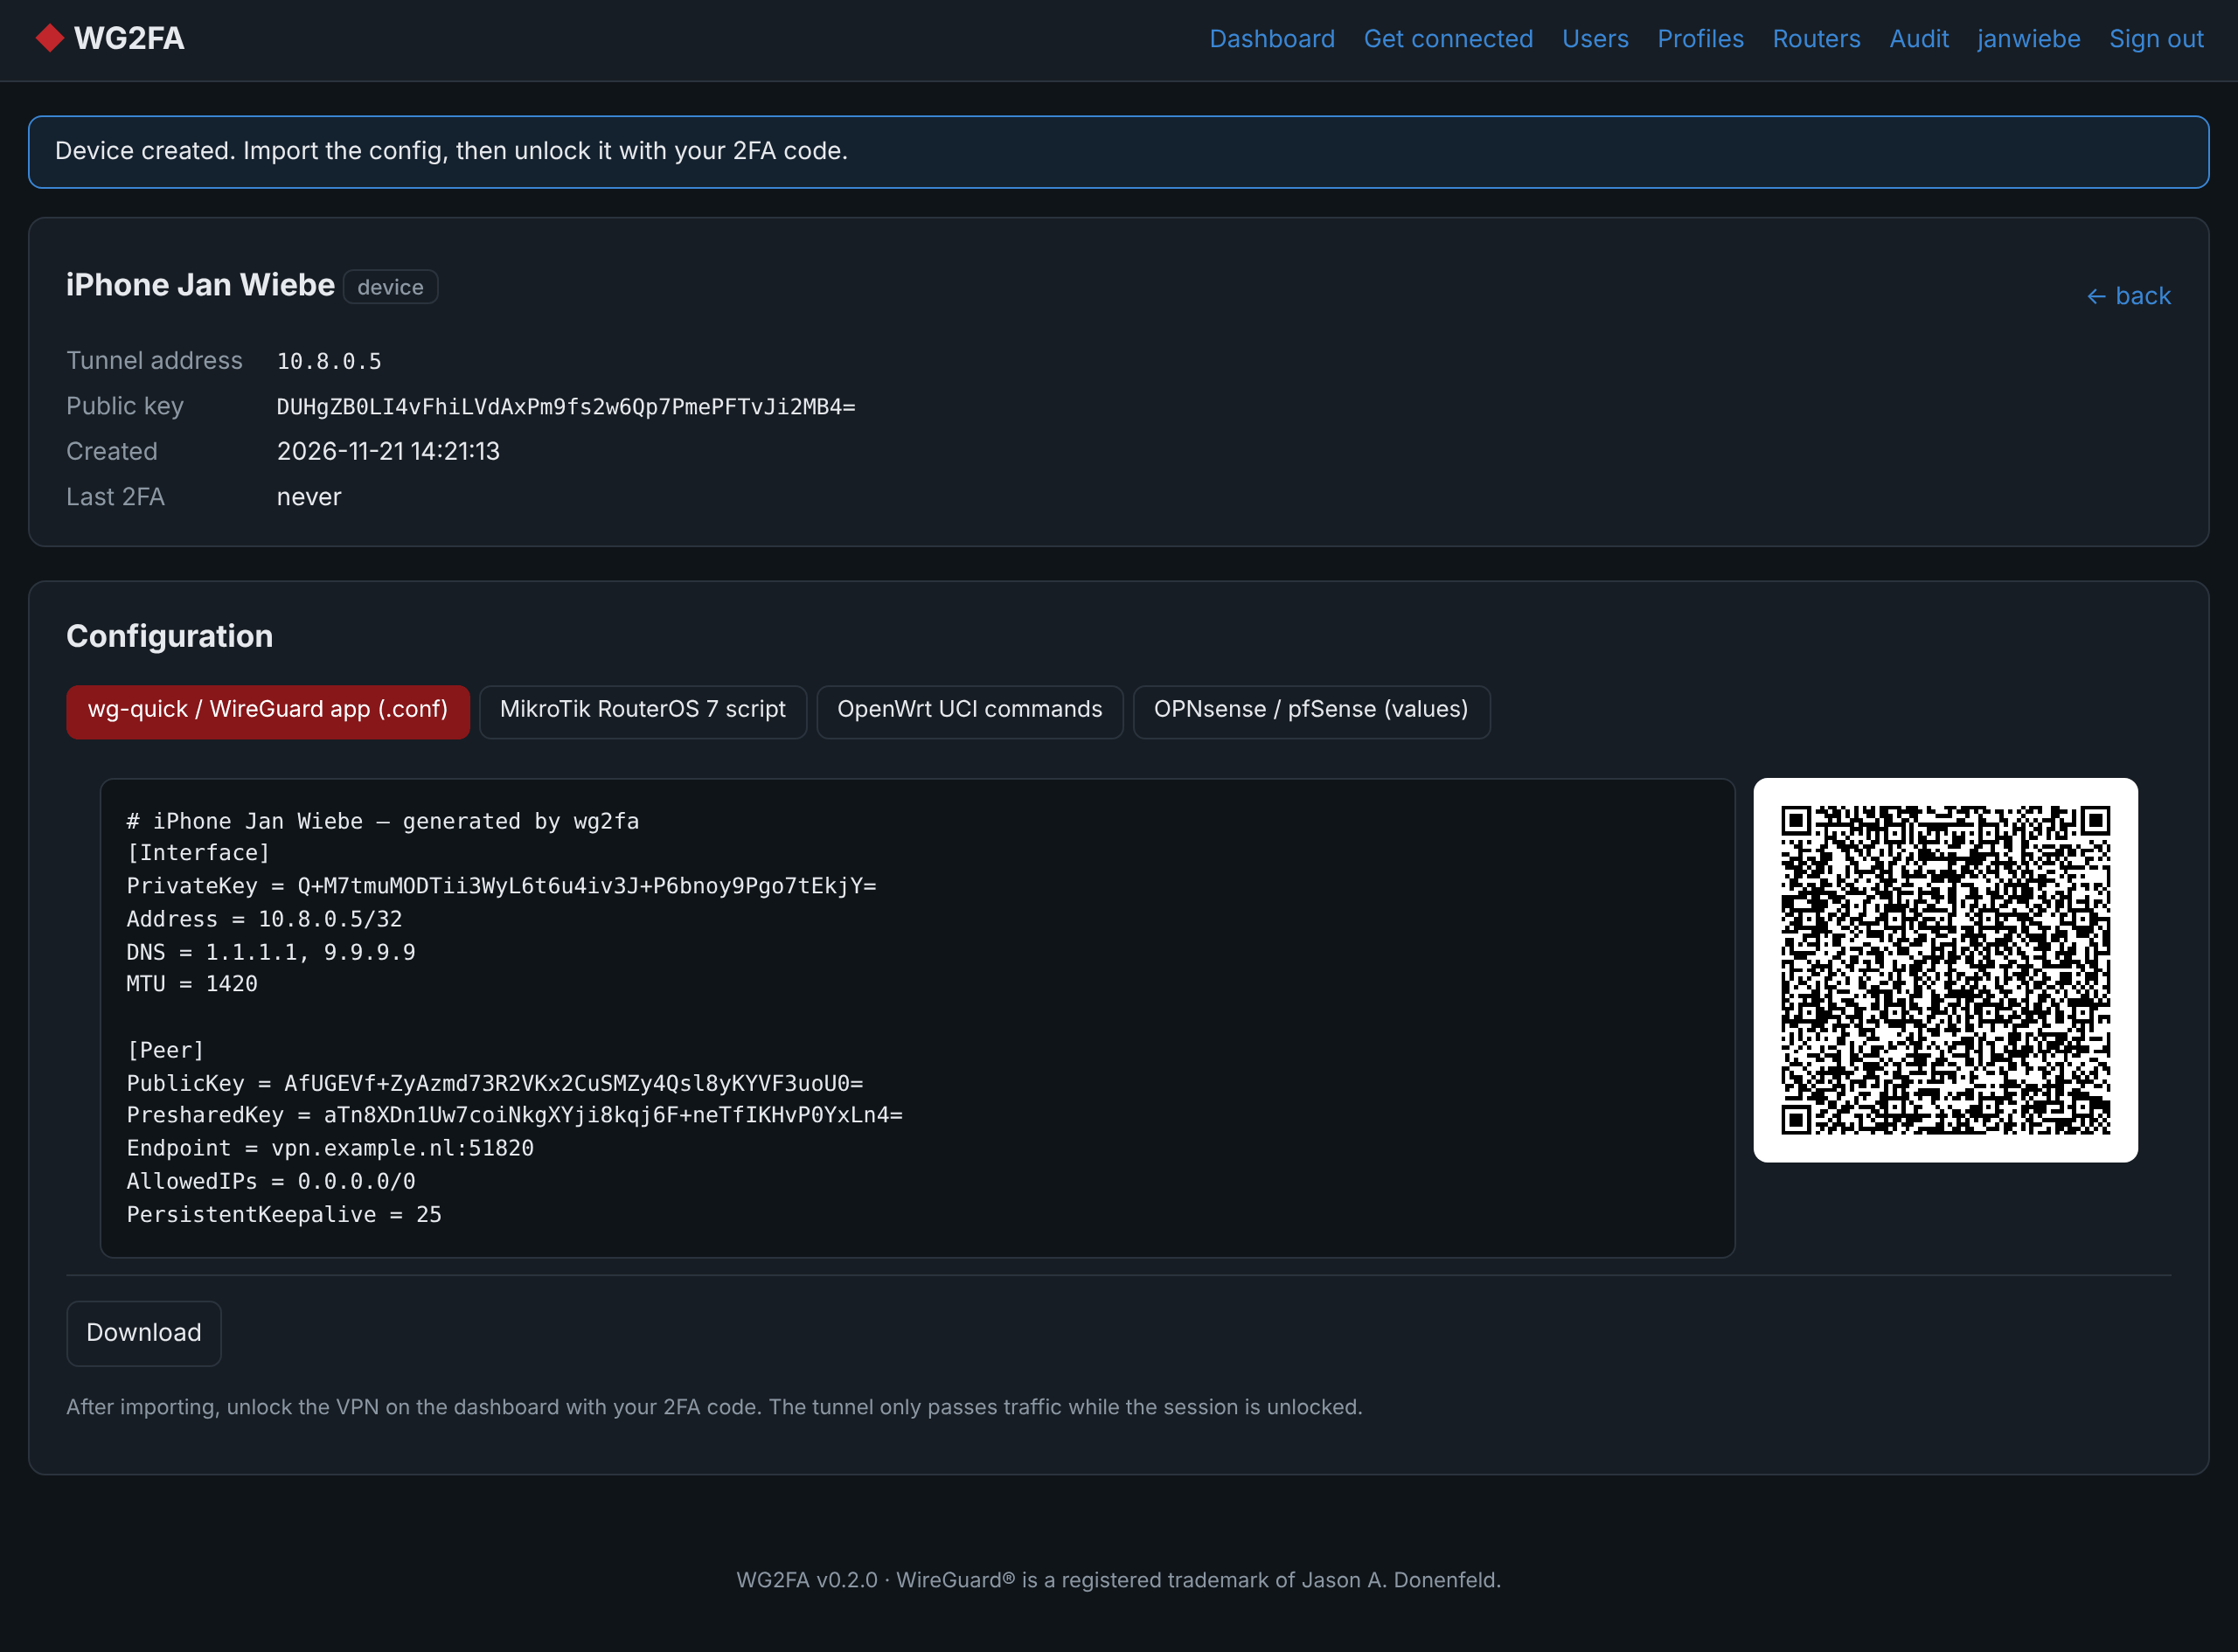 WG2FA
Dashboard Get connected Users Profiles Routers Audit janwiebe Sign out
Device created. Import the config, then unlock it with your 2FA code.
iPhone Jan Wiebe device
← back
Tunnel address 10.8.0.5
Public key DUHgZB0LI4vFhiLVdAxPm9fs2w6Qp7PmePFTvJi2MB4=
Created 2026-11-21 14:21:13
Last 2FA never
Configuration
wg-quick / WireGuard app (.conf) MikroTik RouterOS 7 script OpenWrt UCI commands OPNsense / pfSense (values)
# iPhone Jan Wiebe — generated by wg2fa
[Interface]
PrivateKey = Q+M7tmuMODTii3WyL6t6u4iv3J+P6bnoy9Pgo7tEkjY=
Address = 10.8.0.5/32
DNS = 1.1.1.1, 9.9.9.9
MTU = 1420
[Peer]
PublicKey = AfUGEVf+ZyAzmd73R2VKx2CuSMZy4Qsl8yKYVF3uoU0=
PresharedKey = aTn8XDn1Uw7coiNkgXYji8kqj6F+neTfIKHvP0YxLn4=
Endpoint = vpn.example.nl:51820
AllowedIPs = 0.0.0.0/0
PersistentKeepalive = 25
Download
After importing, unlock the VPN on the dashboard with your 2FA code. The tunnel only passes traffic while the session is unlocked.
WG2FA v0.2.0 · WireGuard® is a registered trademark of Jason A. Donenfeld.